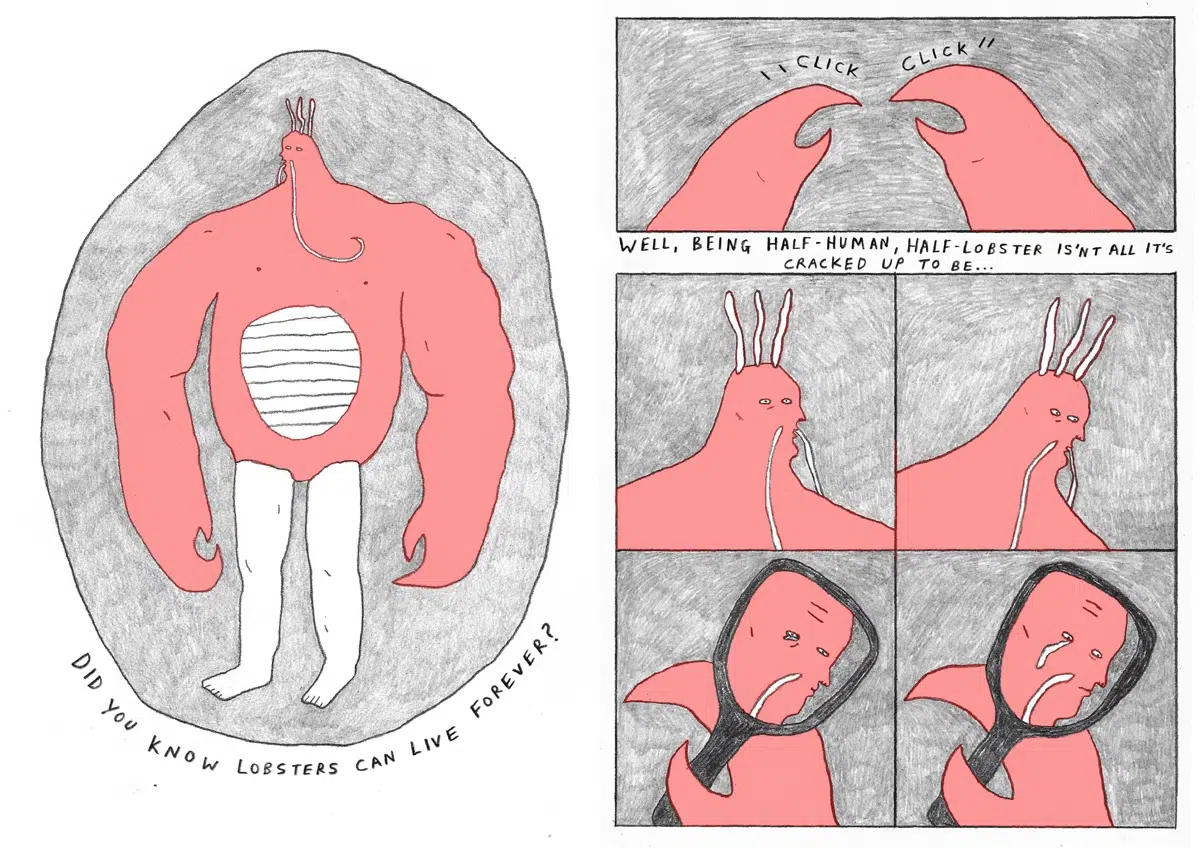 DID YOU KNOW LOBSTERS CAN LIVE FOREVER?
CLICK CLICK
WELL, BEING HALF-HUMAN, HALF-LOBSTER IS'NT ALL IT'S
CRACKED UP TO BE...